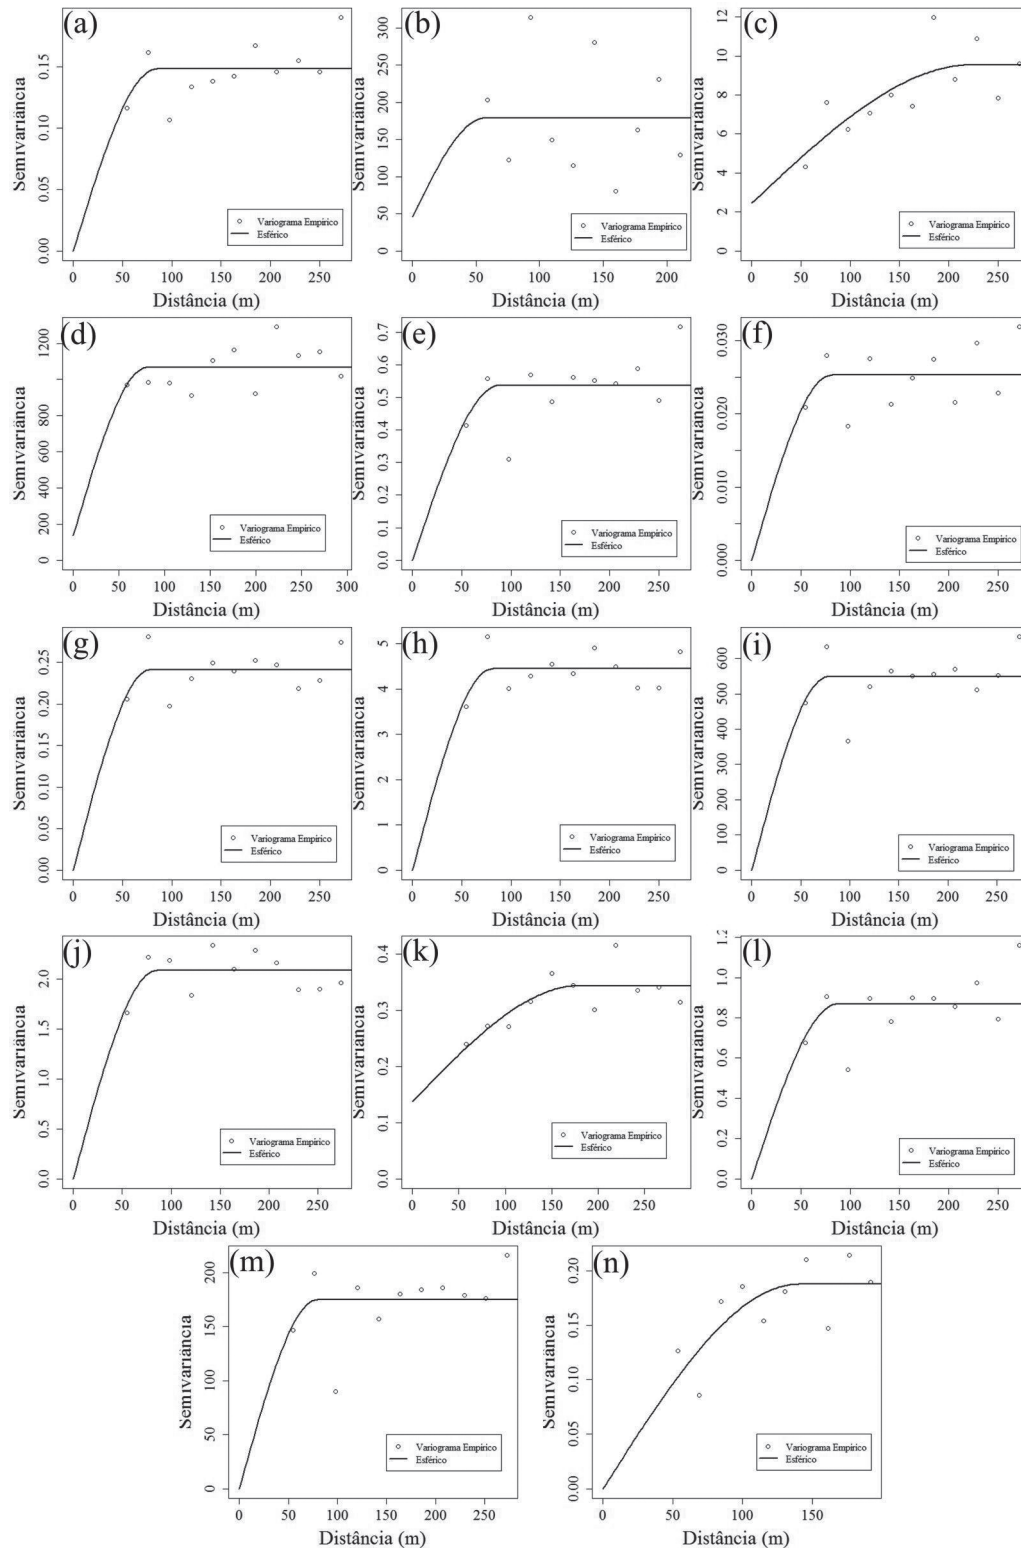 (a)
Semivariância
0.00 0.05 0.10 0.15
0 50 100 150 200 250
Distância (m)
Variograma Empírico
Esférico
(b)
Semivariância
0 50 100 150 200 250 300
0 50 100 150 200
Distância (m)
Variograma Empírico
Esférico
(c)
Semivariância
0 2 4 6 8 10 12
0 50 100 150 200 250
Distância (m)
Variograma Empírico
Esférico
(d)
Semivariância
0 200 400 600 800 1200
0 50 100 150 200 250 300
Distância (m)
Variograma Empírico
Esférico
(e)
Semivariância
0.0 0.1 0.2 0.3 0.4 0.5 0.6 0.7
0 50 100 150 200 250
Distância (m)
Variograma Empírico
Esférico
(f)
Semivariância
0.000 0.010 0.020 0.030
0 50 100 150 200 250
Distância (m)
Variograma Empírico
Esférico
(g)
Semivariância
0.00 0.05 0.10 0.15 0.20 0.25
0 50 100 150 200 250
Distância (m)
Variograma Empírico
Esférico
(h)
Semivariância
0 1 2 3 4 5
0 50 100 150 200 250
Distância (m)
Variograma Empírico
Esférico
(i)
Semivariância
0 100 200 300 400 500 600
0 50 100 150 200 250
Distância (m)
Variograma Empírico
Esférico
(j)
Semivariância
0.0 0.5 1.0 1.5 2.0
0 50 100 150 200 250
Distância (m)
Variograma Empírico
Esférico
(k)
Semivariância
0.0 0.1 0.2 0.3 0.4
0 50 100 150 200 250
Distância (m)
Variograma Empírico
Esférico
(l)
Semivariância
0.0 0.2 0.4 0.6 0.8 1.0 1.2
0 50 100 150 200 250
Distância (m)
Variograma Empírico
Esférico
(m)
Semivariância
0 50 100 150 200
0 50 100 150 200 250
Distância (m)
Variograma Empírico
Esférico
(n)
Semivariância
0.00 0.05 0.10 0.15 0.20
0 50 100 150
Distância (m)
Variograma Empírico
Esférico